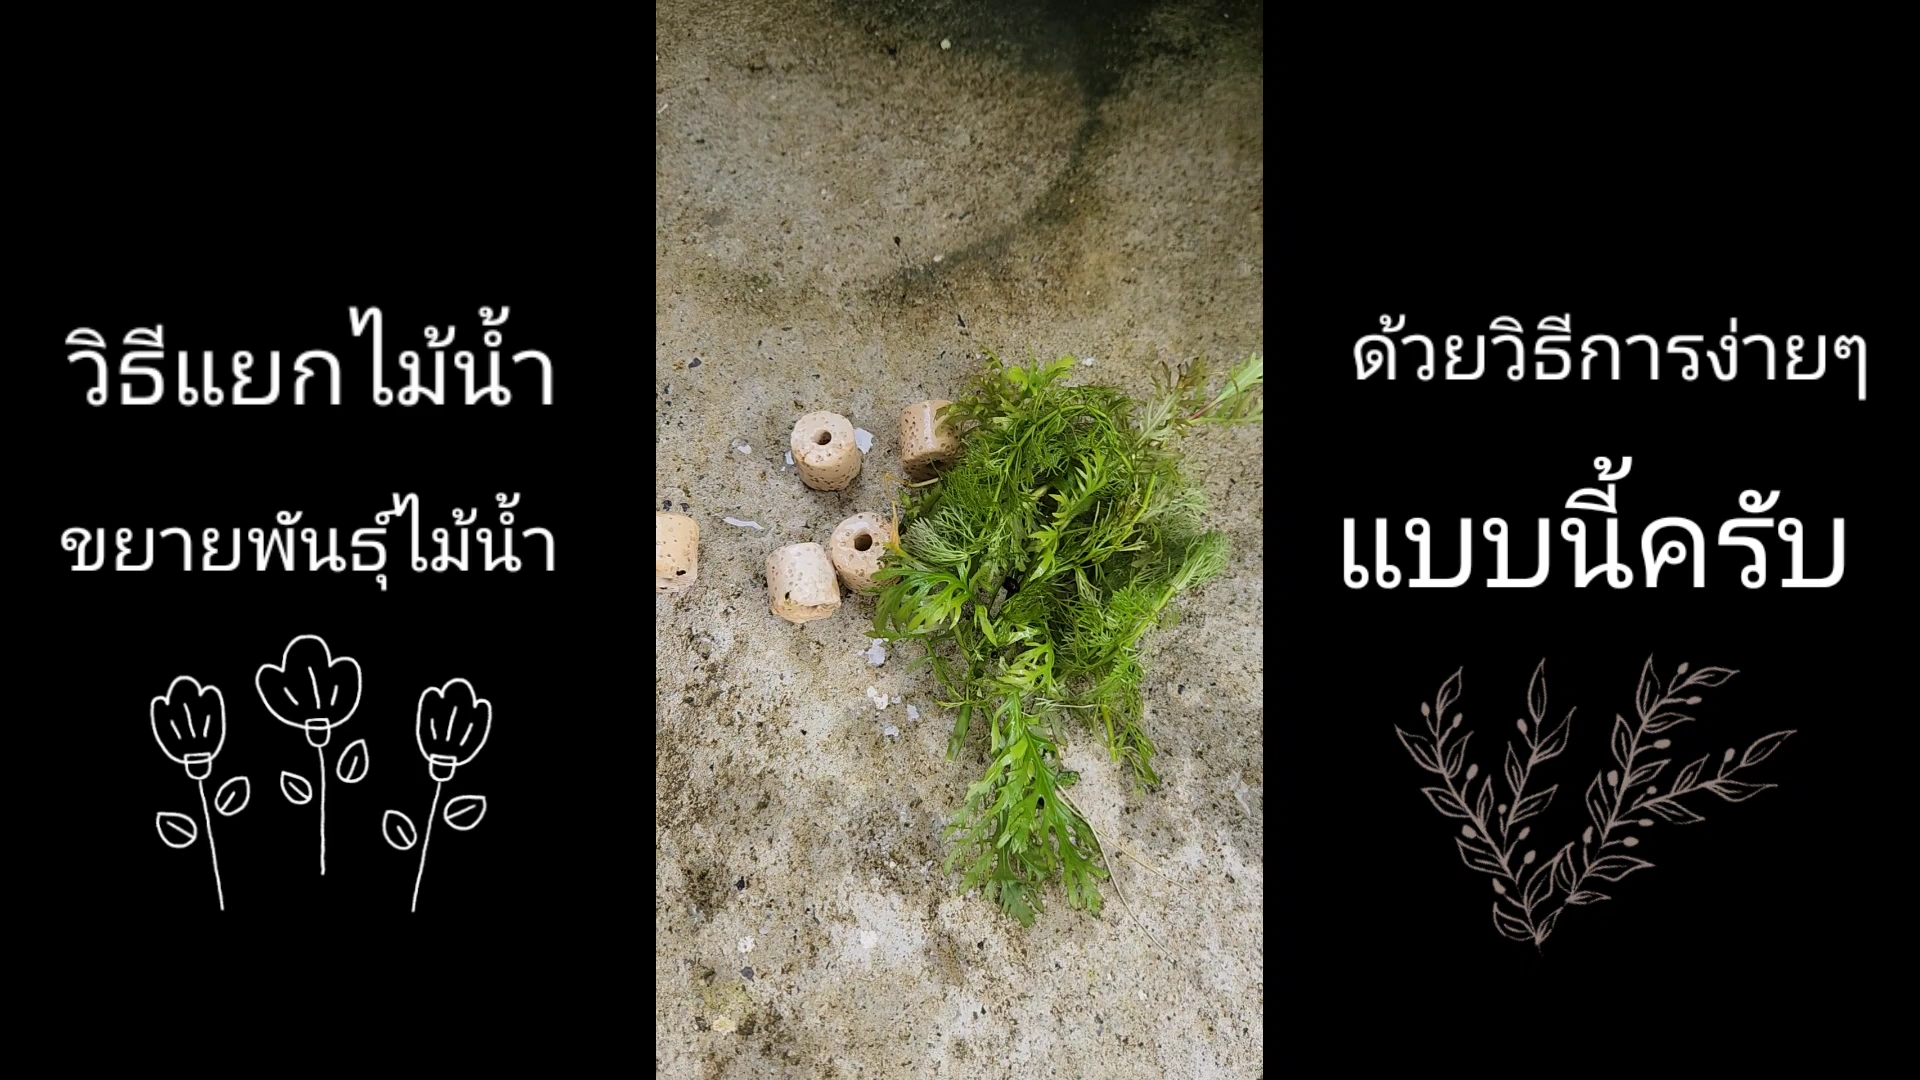 วิธีแยกไม้น้ำ
ขยายพันธุ์ไม้น้ำ
ด้วยวิธีการง่ายๆ
แบบนี้ครับ